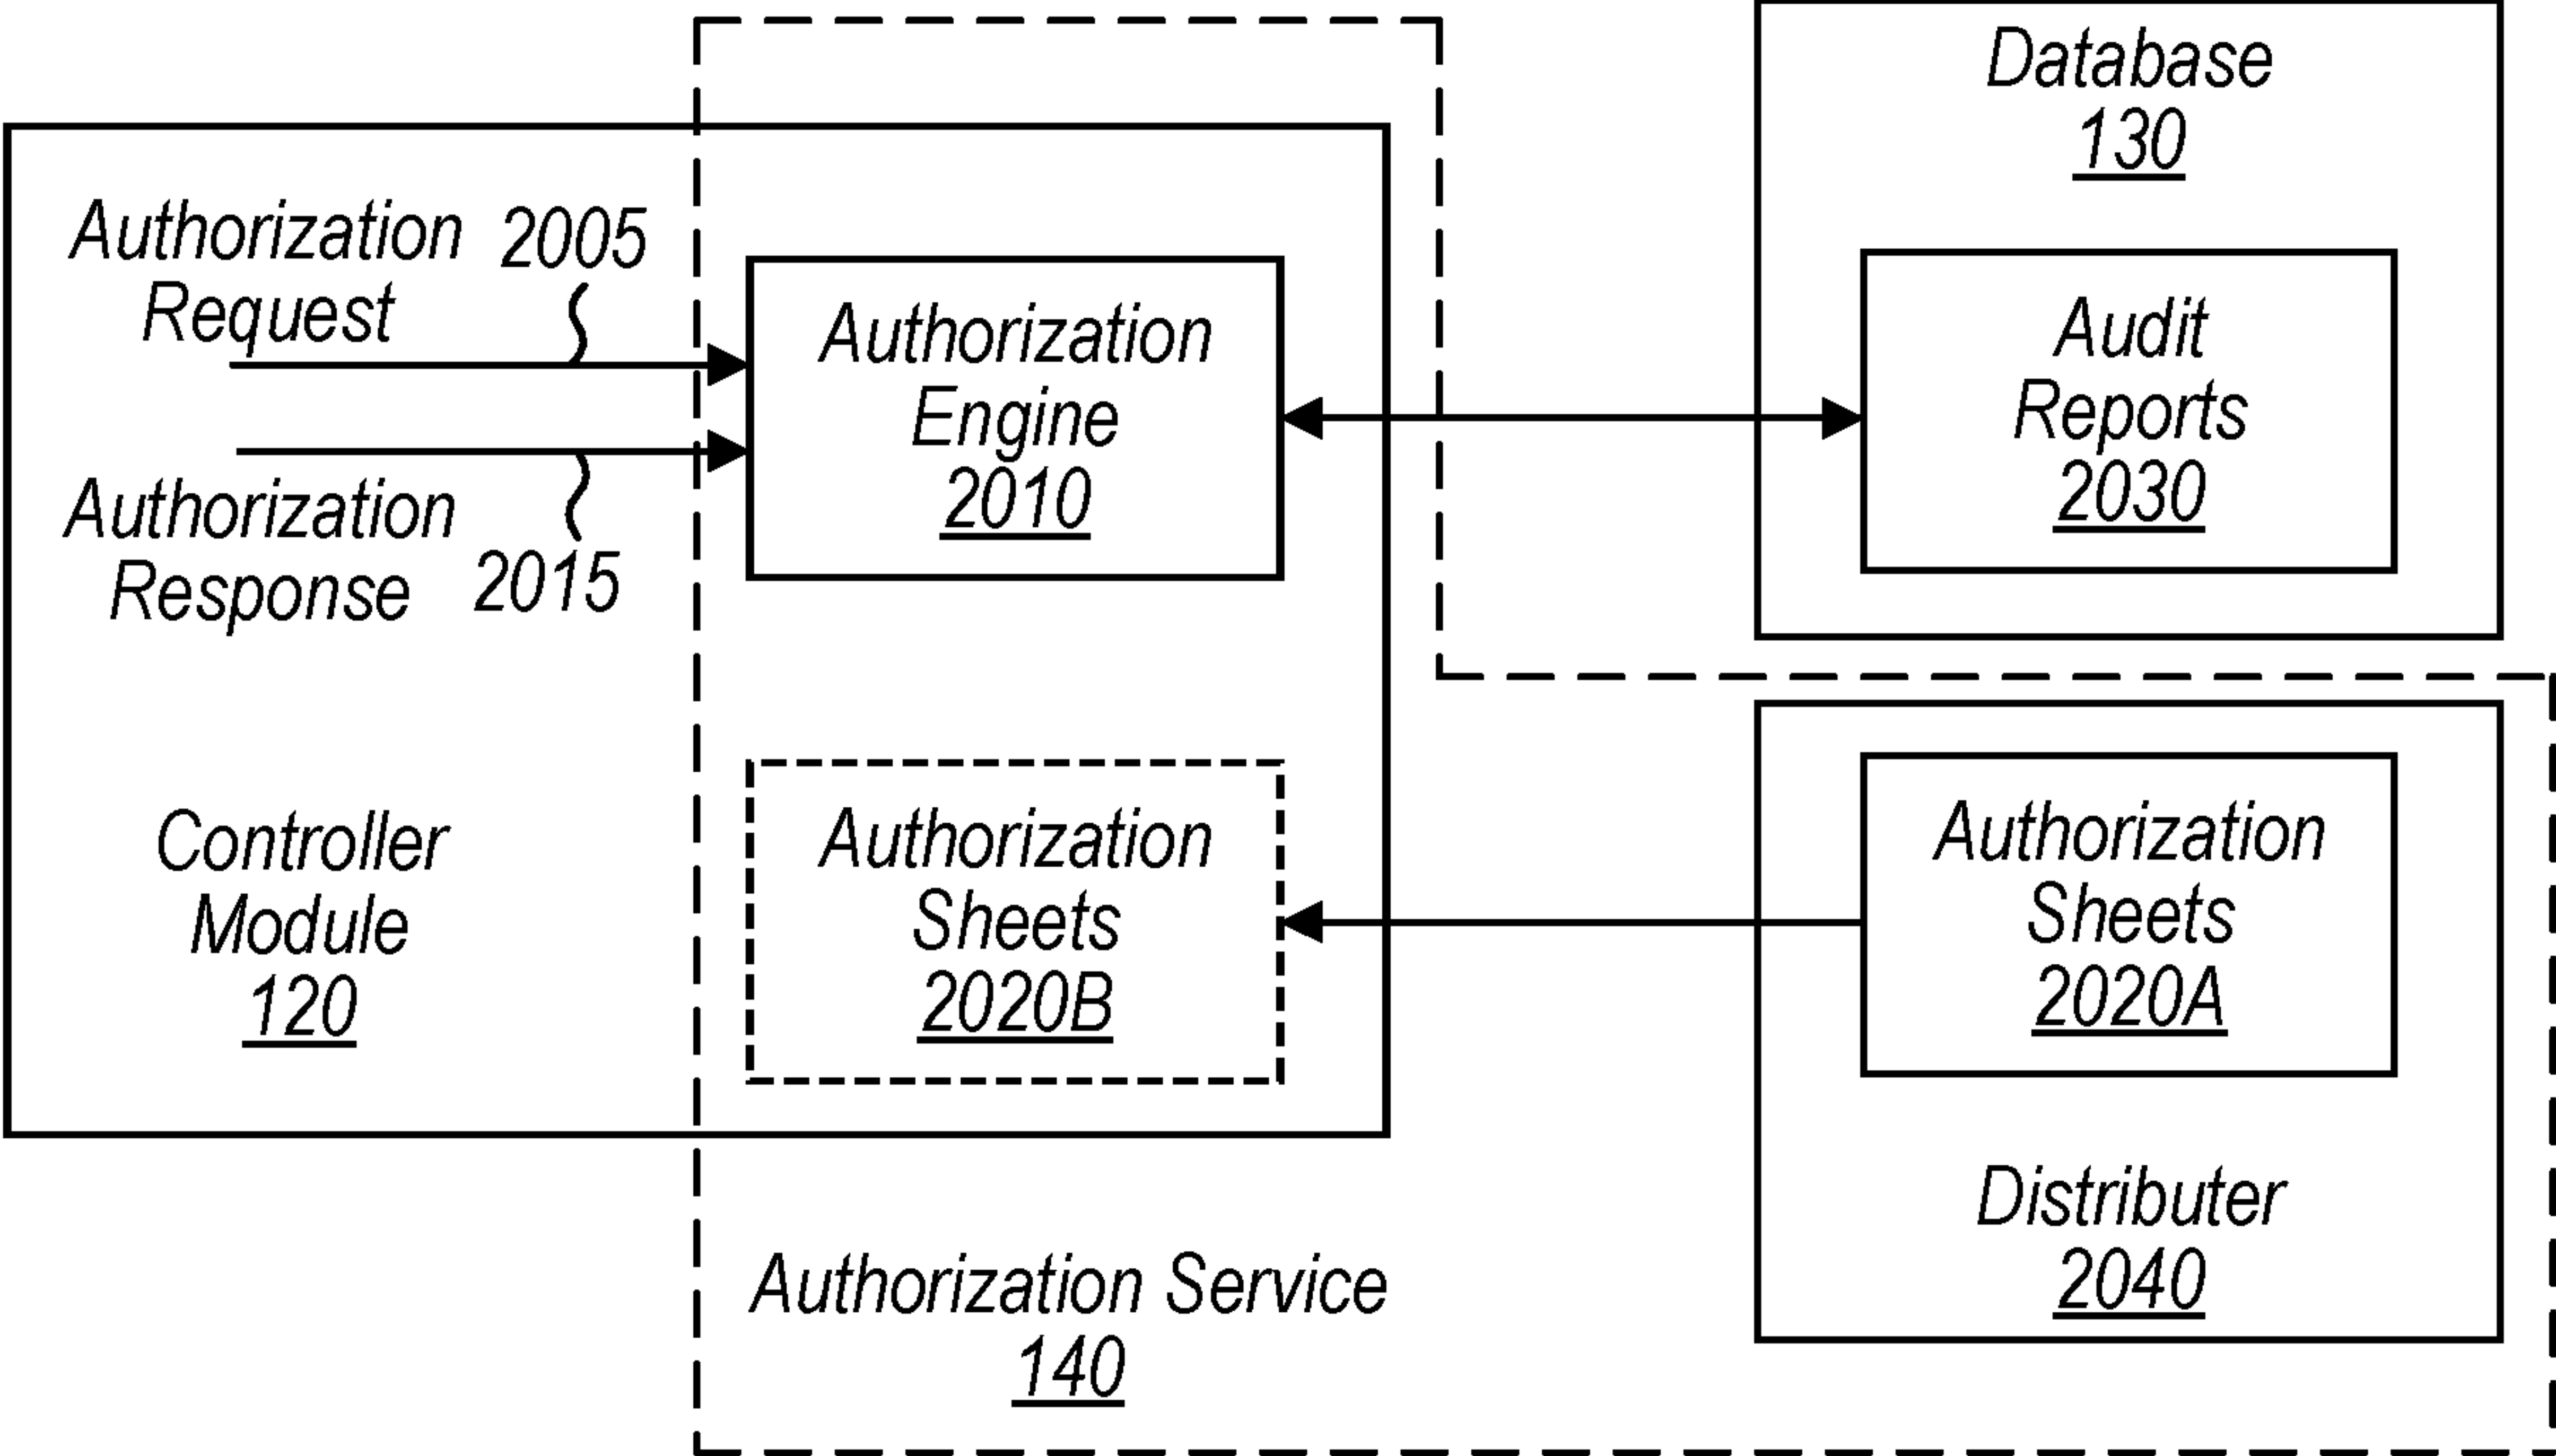 Authorization
Request
2005
Authorization
Response
2015
Controller
Module
120
Authorization
Engine
2010
Authorization
Sheets
2020B
Authorization Service
140
Database
130
Audit
Reports
2030
Authorization
Sheets
2020A
Distributer
2040